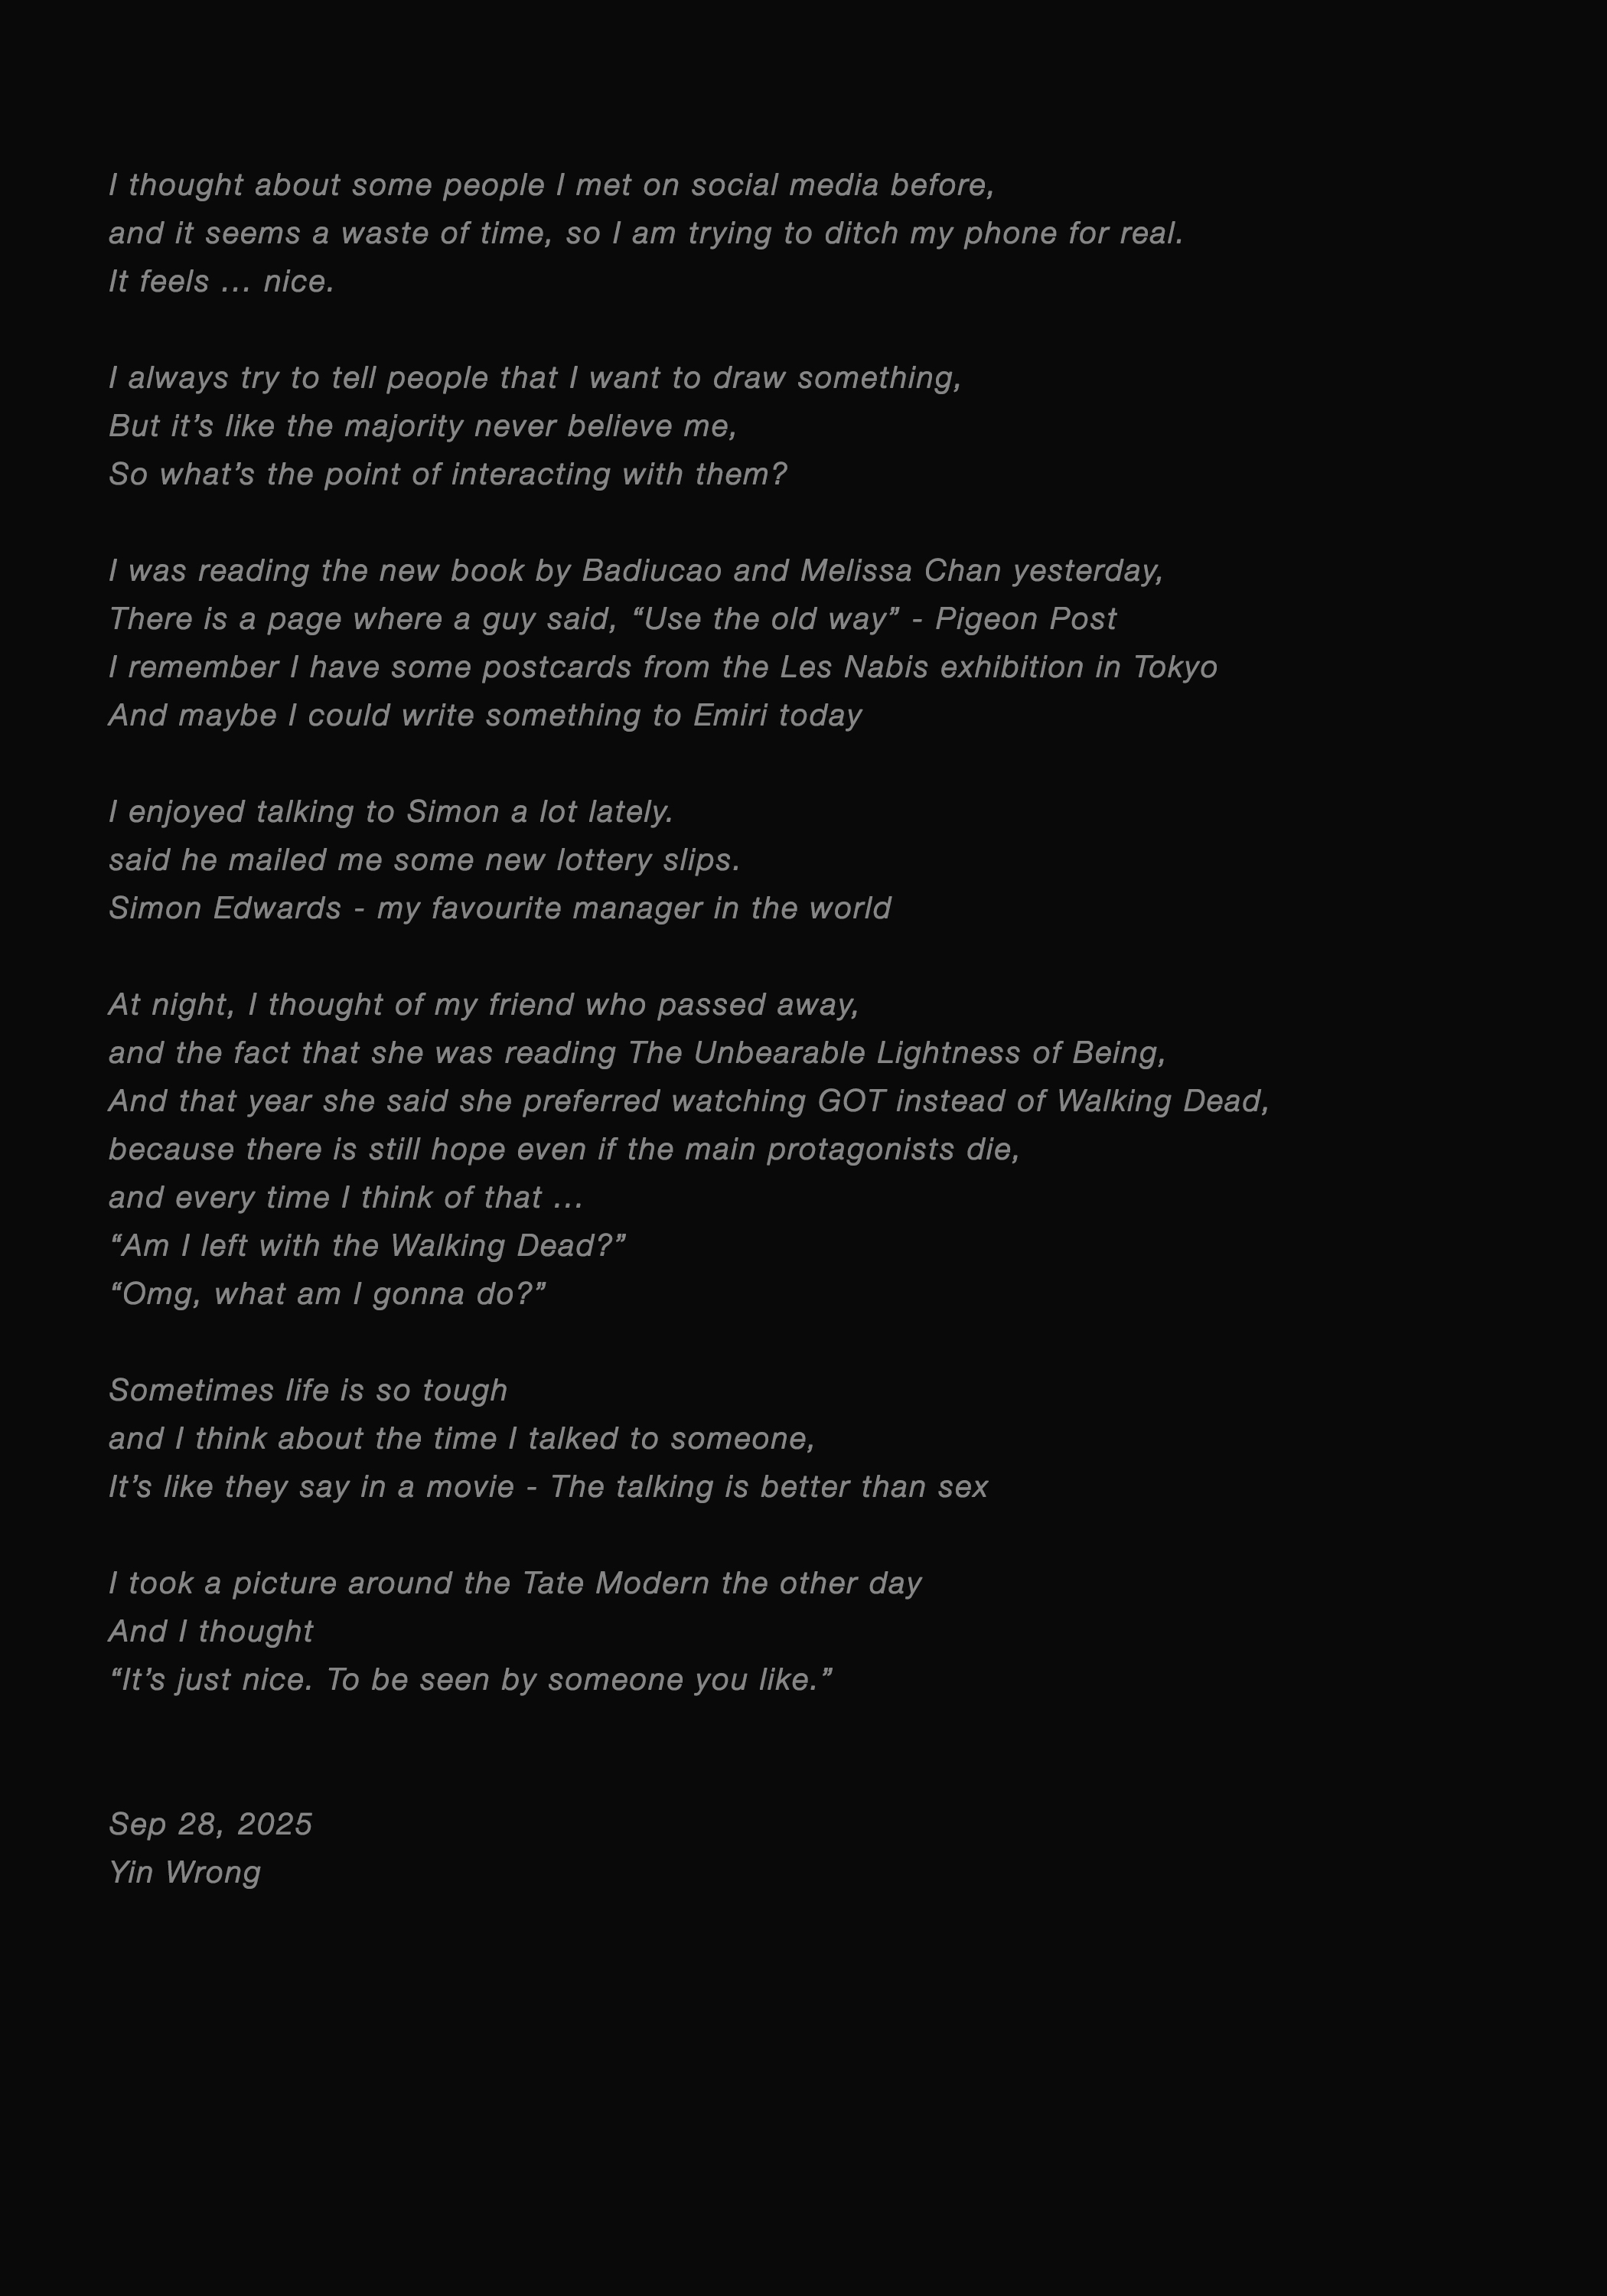 I thought about some people I met on social media before,
and it seems a waste of time, so I am trying to ditch my phone for real.
It feels ... nice.
I always try to tell people that I want to draw something,
But it’s like the majority never believe me,
So what’s the point of interacting with them?
I was reading the new book by Badiucao and Melissa Chan yesterday,
There is a page where a guy said, “Use the old way” - Pigeon Post
I remember I have some postcards from the Les Nabis exhibition in Tokyo
And maybe I could write something to Emiri today
I enjoyed talking to Simon a lot lately.
said he mailed me some new lottery slips.
Simon Edwards - my favourite manager in the world
At night, I thought of my friend who passed away,
and the fact that she was reading The Unbearable Lightness of Being,
And that year she said she preferred watching GOT instead of Walking Dead,
because there is still hope even if the main protagonists die,
and every time I think of that ...
“Am I left with the Walking Dead?”
“Omg, what am I gonna do?”
Sometimes life is so tough
and I think about the time I talked to someone,
It’s like they say in a movie - The talking is better than sex
I took a picture around the Tate Modern the other day
And I thought
“It’s just nice. To be seen by someone you like.”
Sep 28, 2025
Yin Wrong